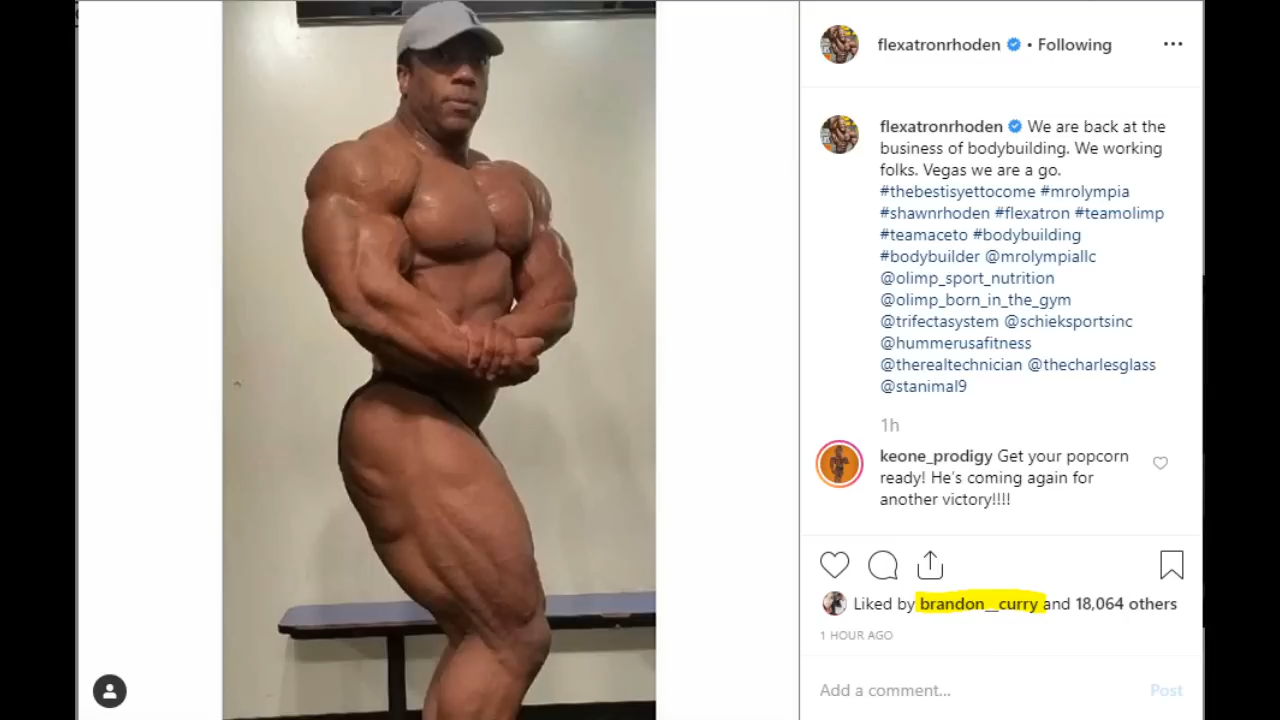 flexatronrhoden • Following
flexatronrhoden We are back at the
business of bodybuilding. We working
folks. Vegas we are a go.
#thebestisyettocome #mrolympia
#shawnrhoden #flexatron #teamolimp
#teamaceto #bodybuilding
#bodybuilder @mrolympiallc
@olimp_sport_nutrition
@olimp_born_in_the_gym
@trifectasystem @schieksportsinc
@hummerusafitness
@therealtechnician @thecharlesglass
@stanimal9
1h
keone_prodigy Get your popcorn
ready! He's coming again for
another victory!!!!
Liked by brandon__curry and 18,064 others
1 HOUR AGO
Add a comment... Post